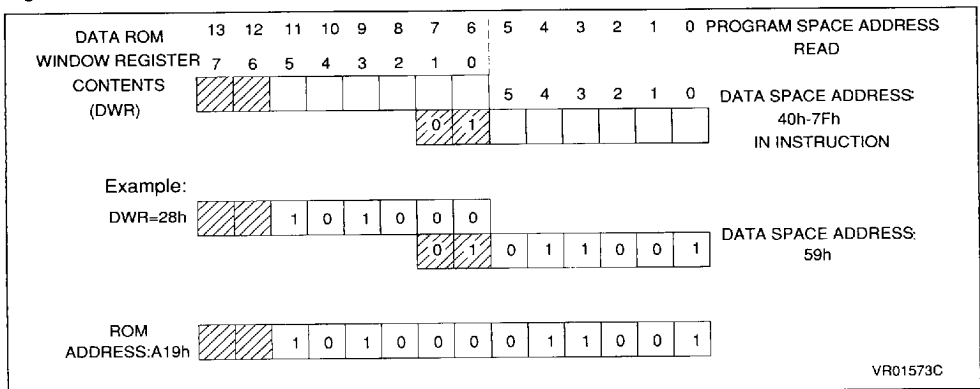 DATA ROM 13 12 11 10 9 8 7 6 5 4 3 2 1 0 PROGRAM SPACE ADDRESS
READ
WINDOW REGISTER 7 6 5 4 3 2 1 0
CONTENTS
(DWR)
5 4 3 2 1 0 DATA SPACE ADDRESS:
0 1 40h-7Fh
IN INSTRUCTION
Example:
DWR=28h 1 0 1 0 0 0
0 1 0 1 1 0 0 1 DATA SPACE ADDRESS:
59h
ROM
ADDRESS:A19h 1 0 1 0 0 0 0 1 1 0 0 1
VR01573C